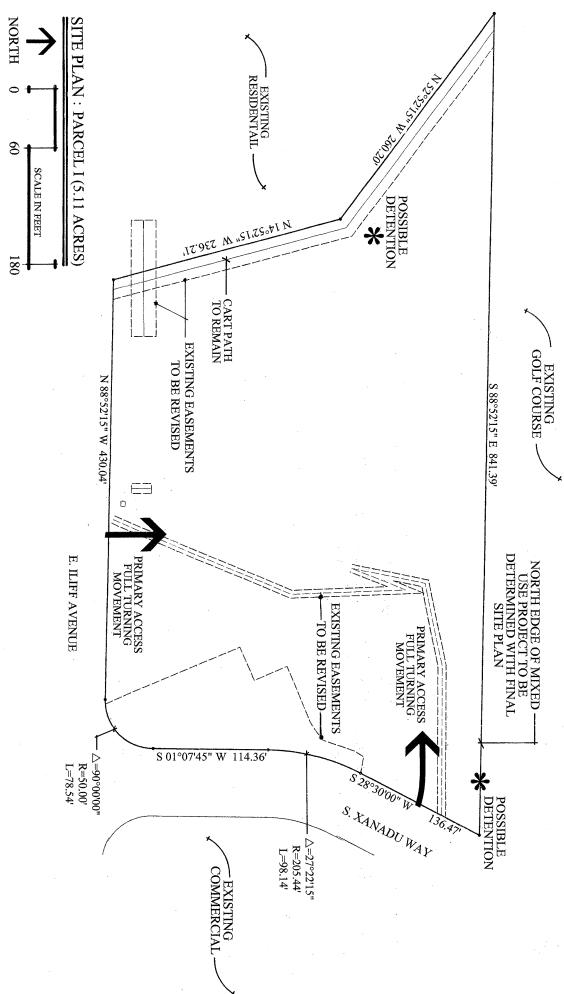 EXISTING
GOLF COURSE
S 88°52'15" E  841.39'
NORTH EDGE OF MIXED
USE PROJECT TO BE
DETERMINED WITH FINAL
SITE PLAN
POSSIBLE
DETENTION
N 52°52'15" W  260.20'
POSSIBLE
DETENTION
EXISTING
RESIDENTAIL
N 14°52'15" W  236.21'
CART PATH
TO REMAIN
EXISTING EASEMENTS
TO BE REVISED
EXISTING EASEMENTS
TO BE REVISED
PRIMARY ACCESS
FULL TURNING
MOVEMENT
S 28°30'00" W  136.47'
S. XANADU WAY
PRIMARY ACCESS
FULL TURNING
MOVEMENT
S 01°07'45" W  114.36'
△=27°22'15"
R=205.44'
L=98.14'
EXISTING
COMMERCIAL
N 88°52'15" W  430.04'
E. ILIFF AVENUE
△=90°00'00"
R=50.00'
L=78.54'
SITE PLAN : PARCEL I (5.11 ACRES)
NORTH
0 60 180
SCALE IN FEET